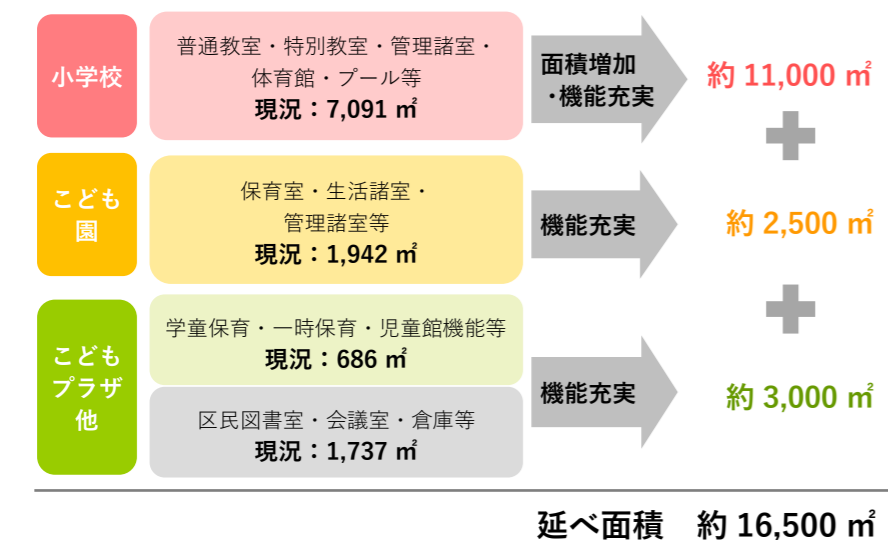 小学校
普通教室・特別教室・管理諸室・
体育館・プール等
現況：7,091 ㎡
面積増加
・機能充実
約 11,000 ㎡
こども
園
保育室・生活諸室・
管理諸室等
現況：1,942 ㎡
機能充実
約 2,500 ㎡
こども
プラザ
他
学童保育・一時保育・児童館機能等
現況：686 ㎡
区民図書室・会議室・倉庫等
現況：1,737 ㎡
機能充実
約 3,000 ㎡
延べ面積　約 16,500 ㎡